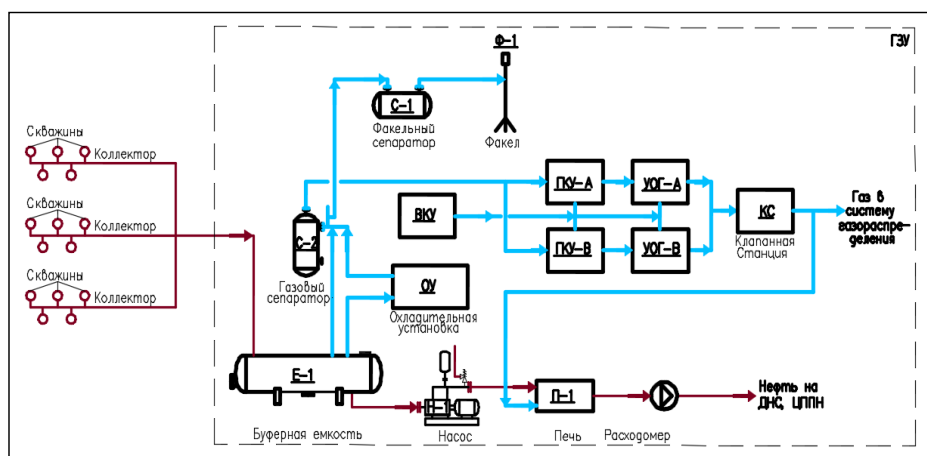 ГЗУ
Ф-1
С-1
Факельный
сепаратор
Факел
Скважины
Коллектор
Скважины
Коллектор
Скважины
Коллектор
ПКУ-А
УОГ-А
ВКУ
КС
Клапанная
Станция
Газ в
систему
газораспре-
деления
С-2
Газовый
сепаратор
ПКУ-В
УОГ-В
ОУ
Охладительная
установка
Е-1
Буферная емкость
Н-1
Насос
П-1
Печь
Расходомер
Нефть на
ДНС, ЦППН